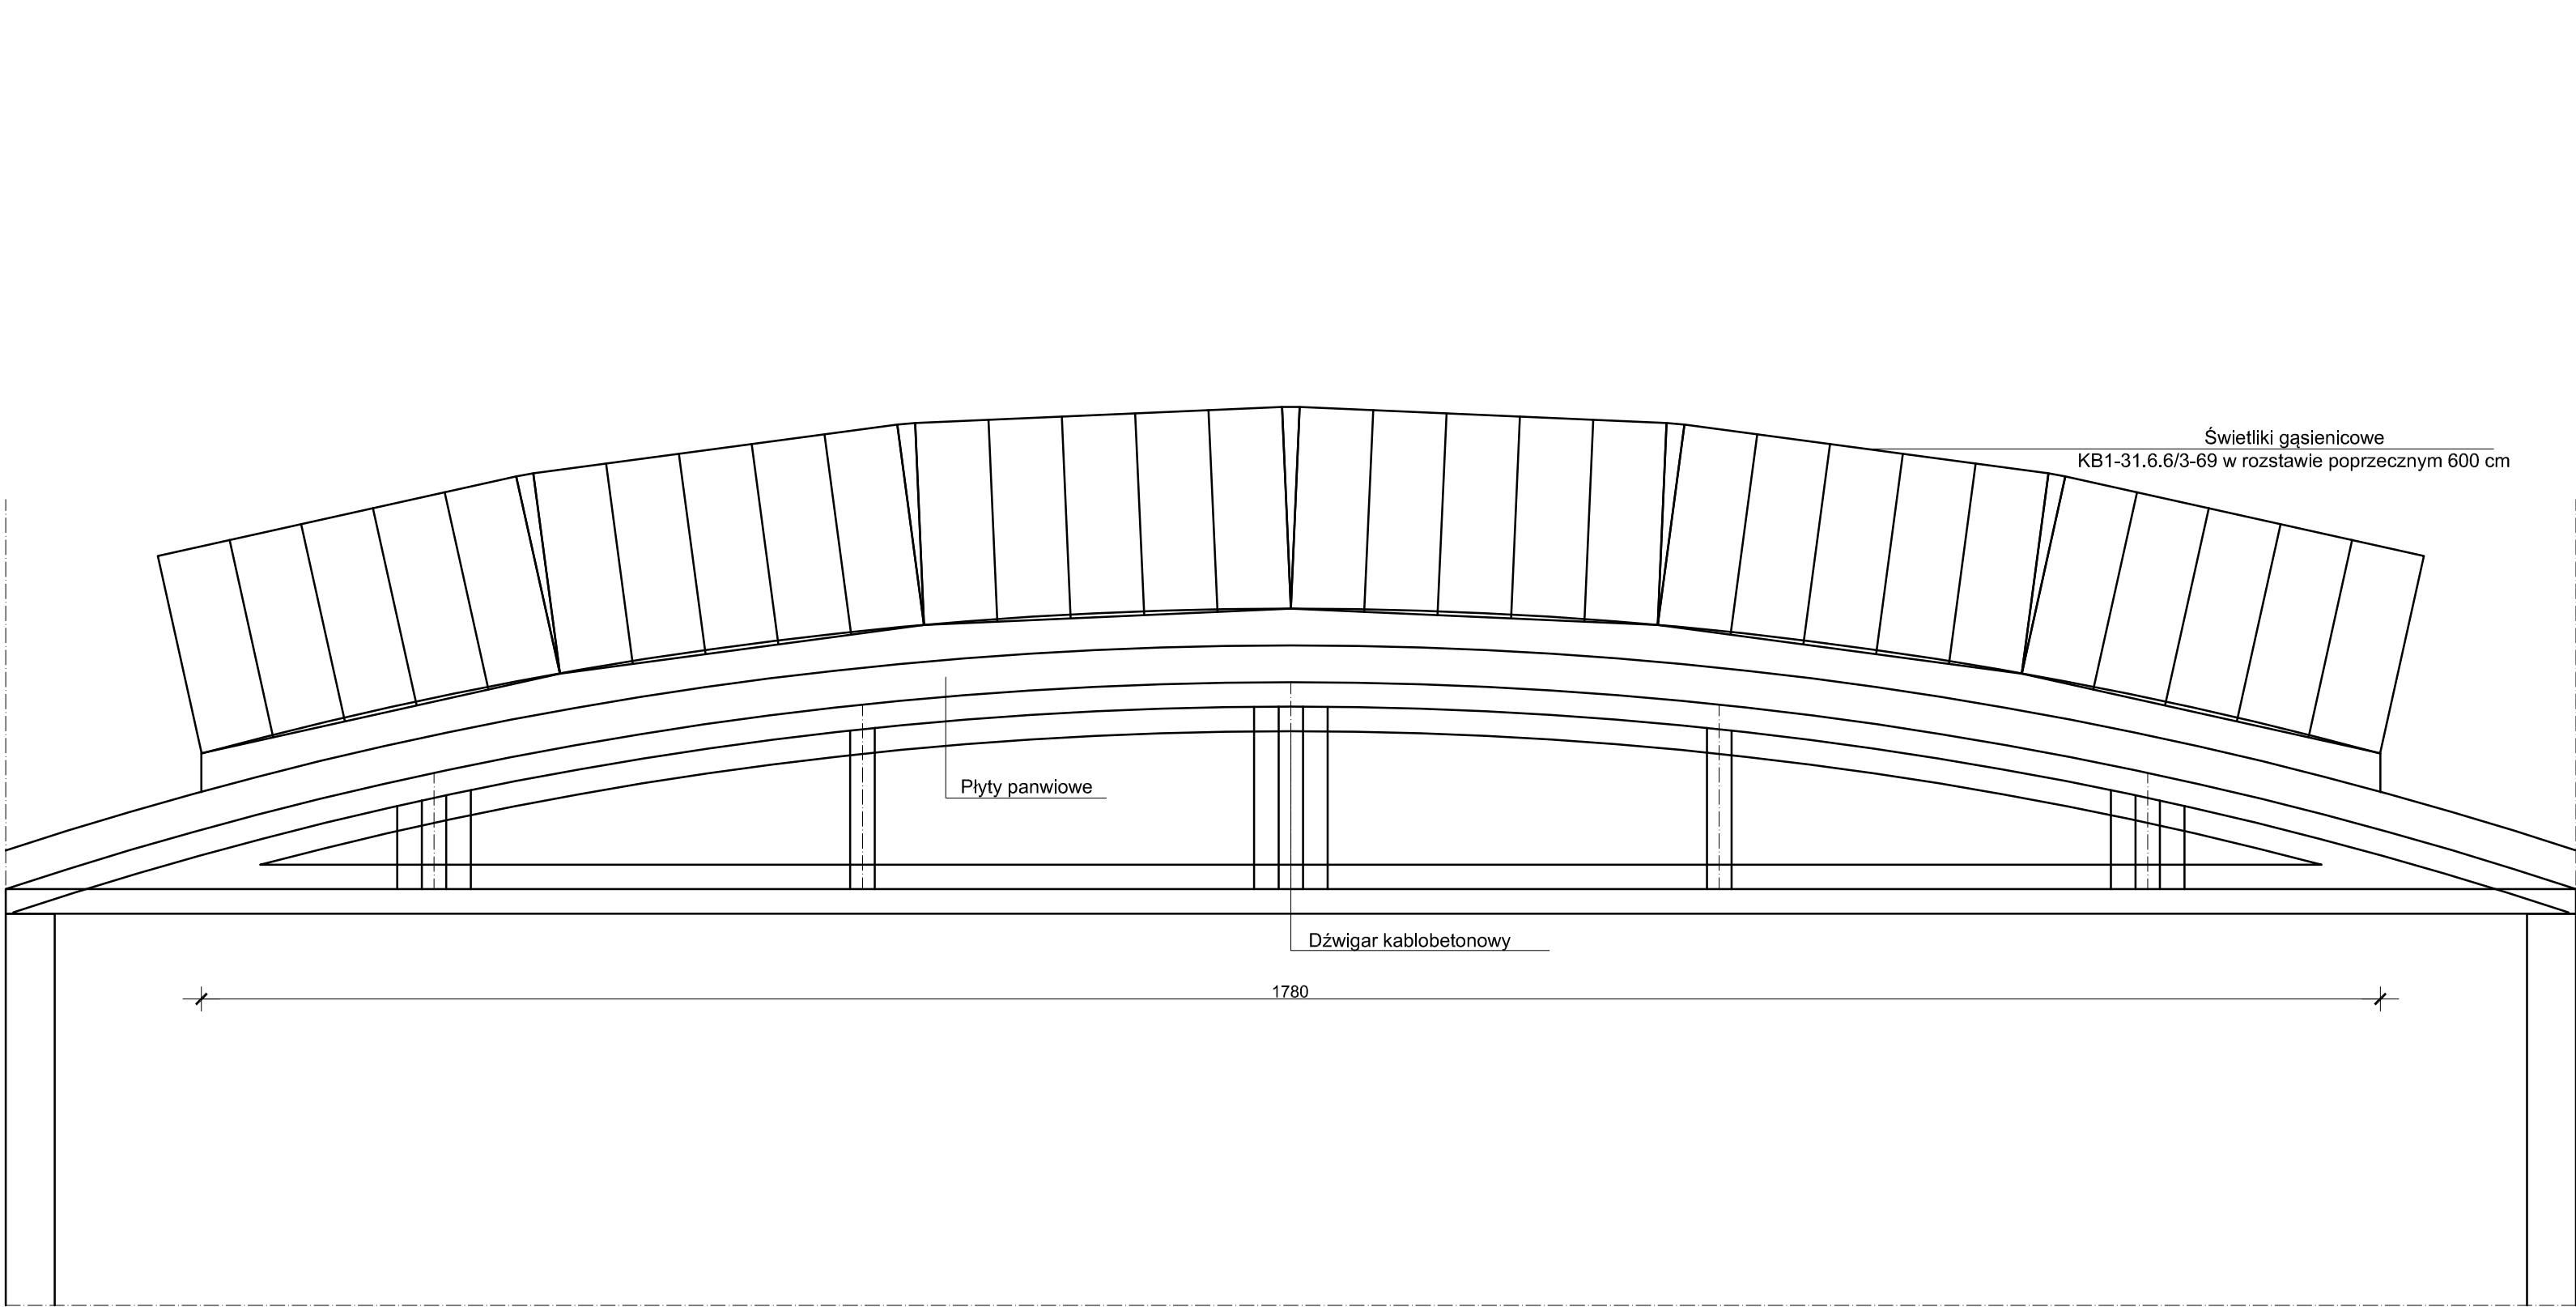 Świetliki gąsienicowe
KB1-31.6.6/3-69 w rozstawie poprzecznym 600 cm
Płyty panwiowe
Dźwigar kablobetonowy
1780